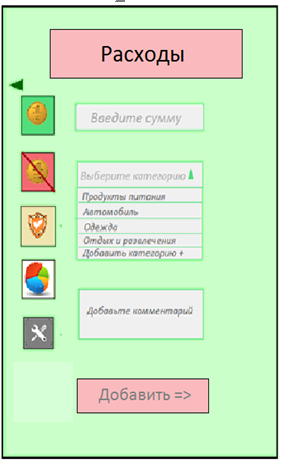 Расходы
Введите сумму
Выберите категорию
Продукты питания
Автомобиль
Одежда
Отдых и развлечения
Добавить категорию +
Добавьте комментарий
Добавить =>